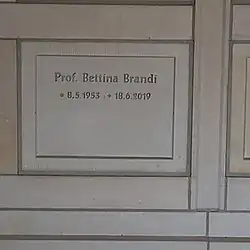 Prof. Bettina Brandi
* 8.5.1953 + 18.6.2019